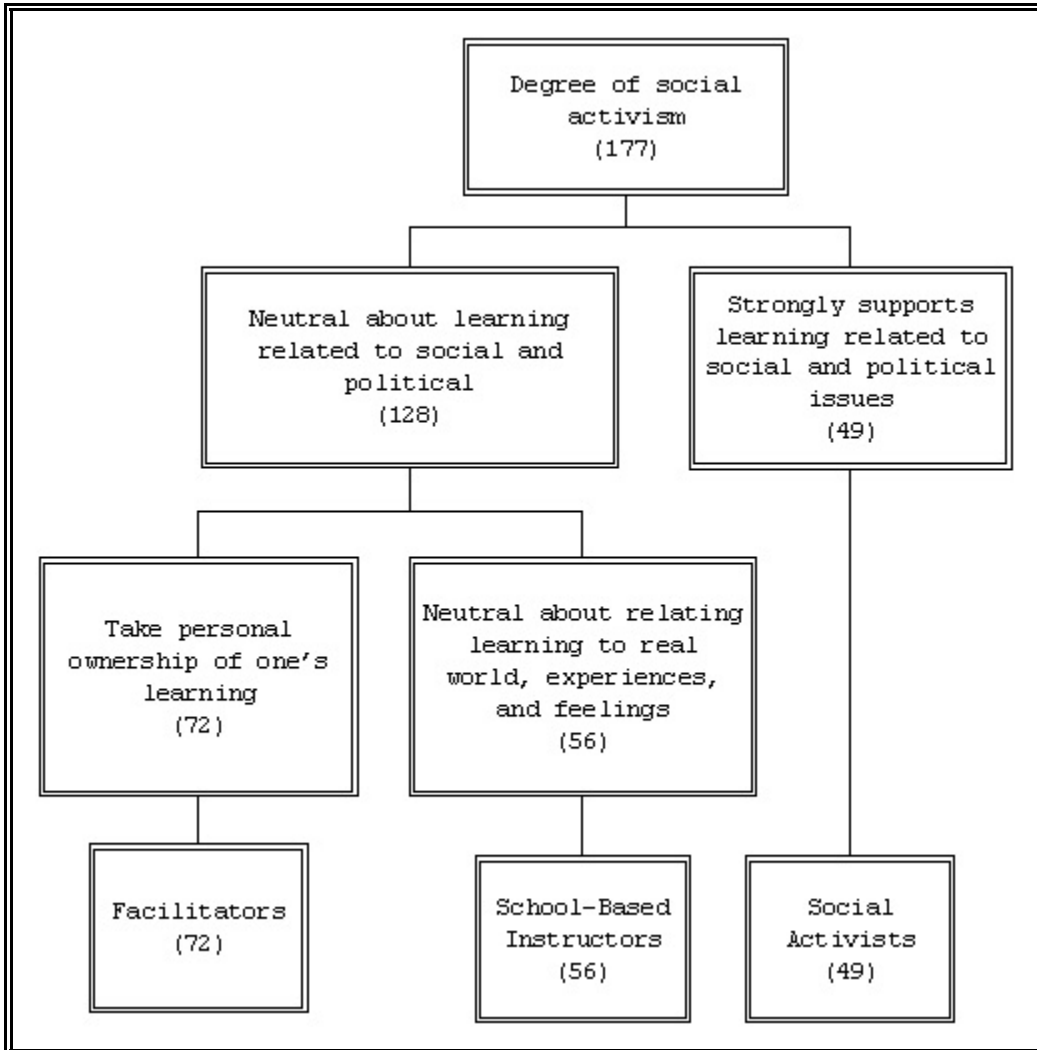 Degree of social
activism
(177)
Neutral about learning
related to social and
political
(128)
Strongly supports
learning related to
social and political
issues
(49)
Take personal
ownership of one's
learning
(72)
Neutral about relating
learning to real
world, experiences,
and feelings
(56)
Facilitators
(72)
School-Based
Instructors
(56)
Social
Activists
(49)